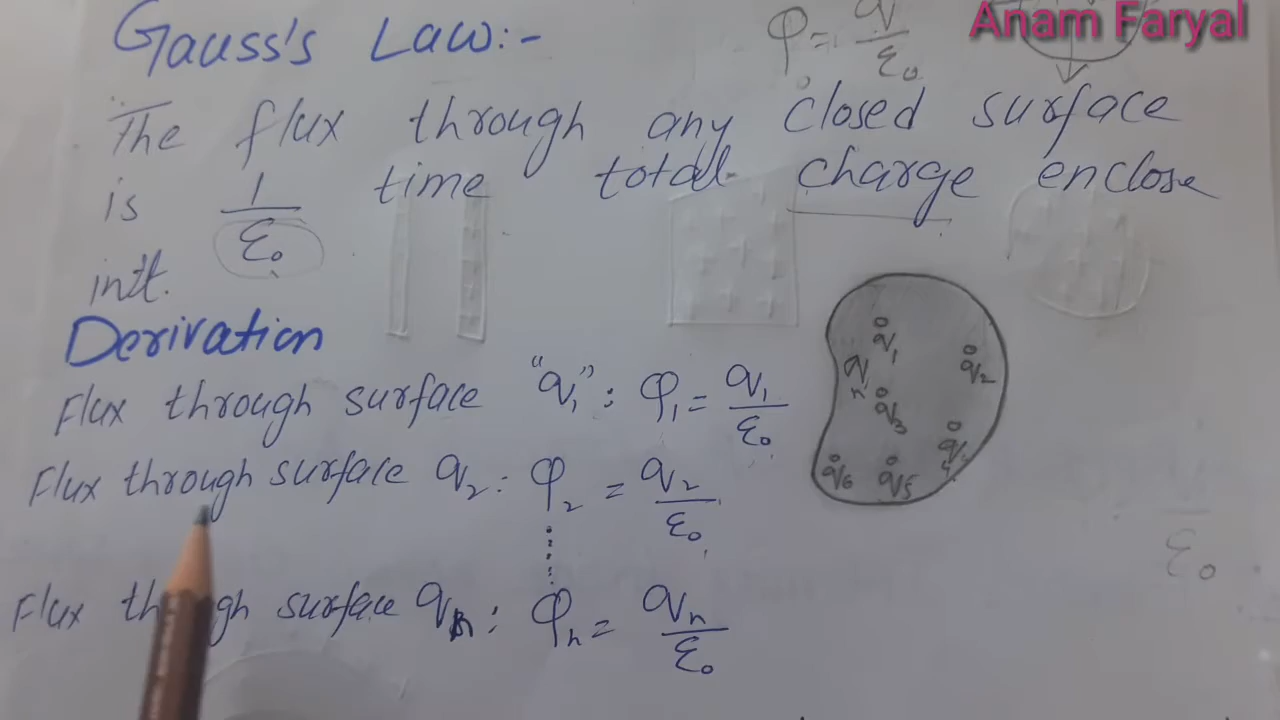 Gauss's Law:-
φ = q/ε₀
Anam Faryal
The flux through any closed surface
is 1/ε₀ time total charge enclose
in it.
Derivation
Flux through surface "q₁" : φ₁ = q₁/ε₀
Flux through surface q₂ : φ₂ = q₂/ε₀
Flux through surface qₙ : φₙ = qₙ/ε₀
q₁
q₂
qₙ
q₃
q₄
q₆
q₅
ε₀